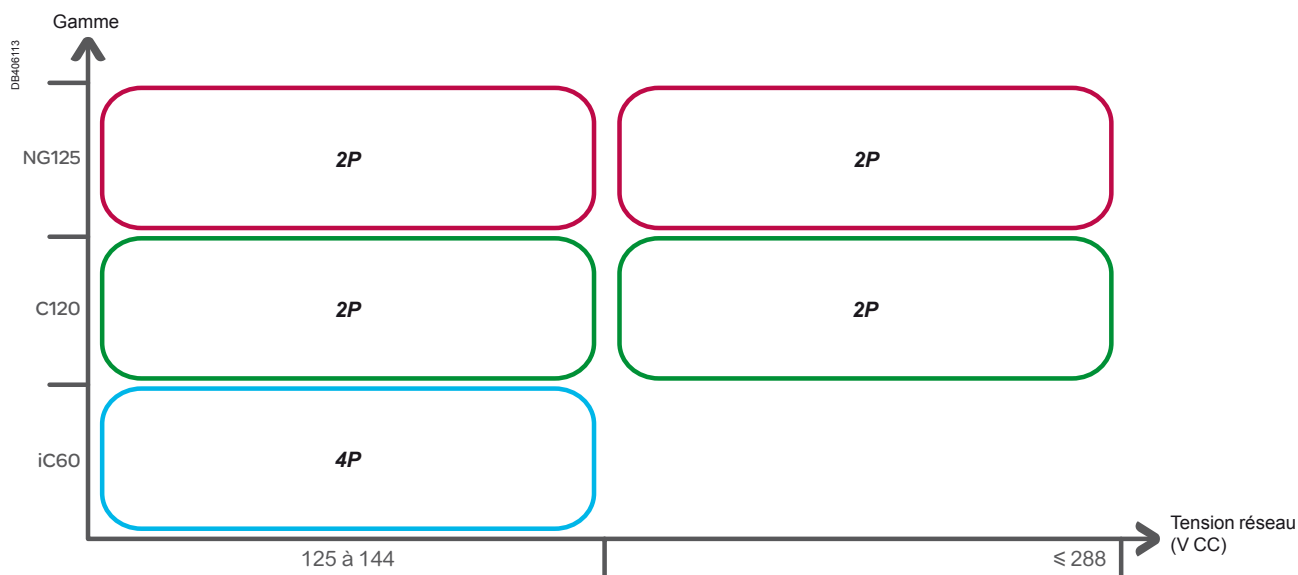 Gamme
DB406113
NG125
2P
2P
C120
2P
2P
iC60
4P
Tension réseau
(V CC)
125 à 144
≤ 288